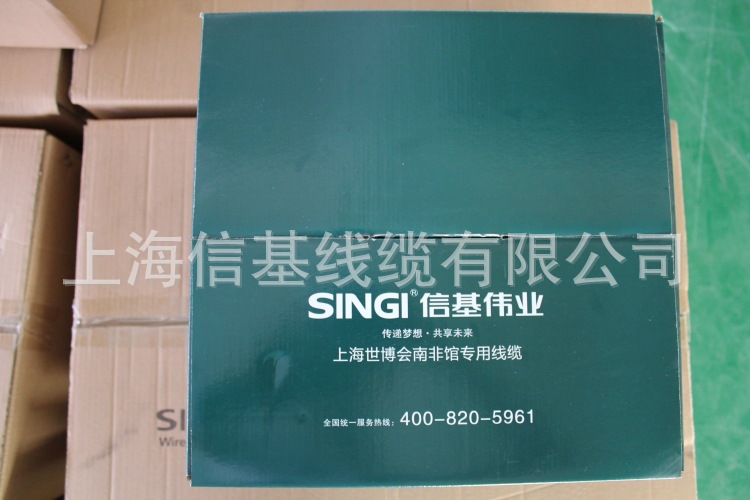 上海信基线缆有限公司
SINGI® 信基伟业
传递梦想·共享未来
上海世博会南非馆专用线缆
全国统一服务热线：400-820-5961
SI
Wire